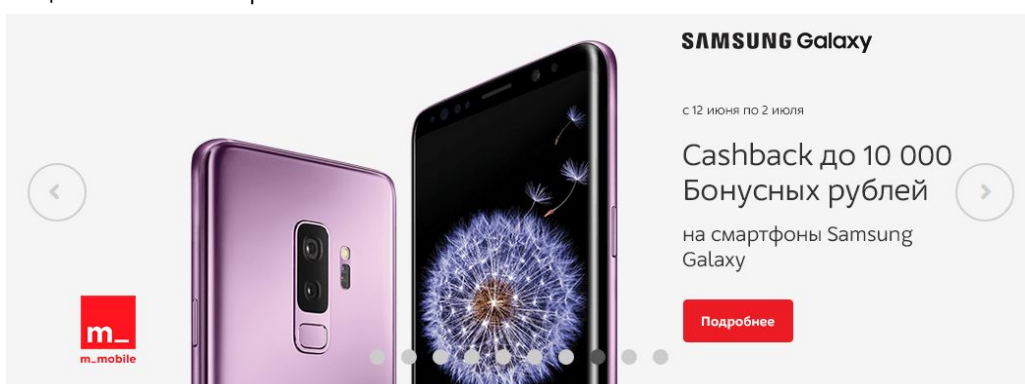 SAMSUNG Galaxy
с 12 июня по 2 июля
Cashback до 10 000
Бонусных рублей
на смартфоны Samsung
Galaxy
Подробнее
m_
m_mobile